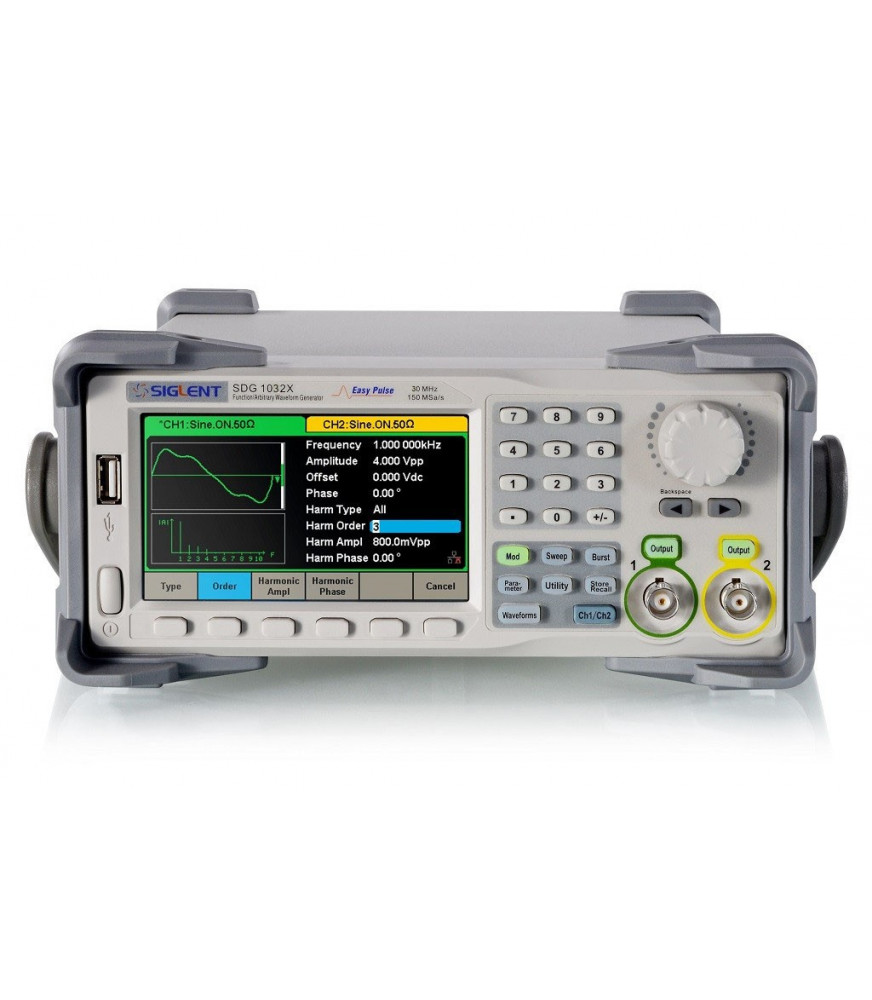 SIGLENT
SDG 1032X
Function/Arbitrary Waveform Generator
Easy Pulse
30 MHz
150 MSa/s
*CH1:Sine.ON.50Ω
CH2:Sine.ON.50Ω
Frequency 1.000 000kHz
Amplitude 4.000 Vpp
Offset 0.000 Vdc
Phase 0.00 °
Harm Type All
Harm Order 3
Harm Ampl 800.0mVpp
Harm Phase 0.00 °
|A|
1 2 3 4 5 6 7 8 9 10 F
Type
Order
Harmonic Ampl
Harmonic Phase
Cancel
7 8 9
4 5 6
1 2 3
. 0 +/-
Backspace
Mod Sweep Burst
Para-
meter
Utility
Store
Recall
Waveforms
Ch1/Ch2
Output
1
Output
2